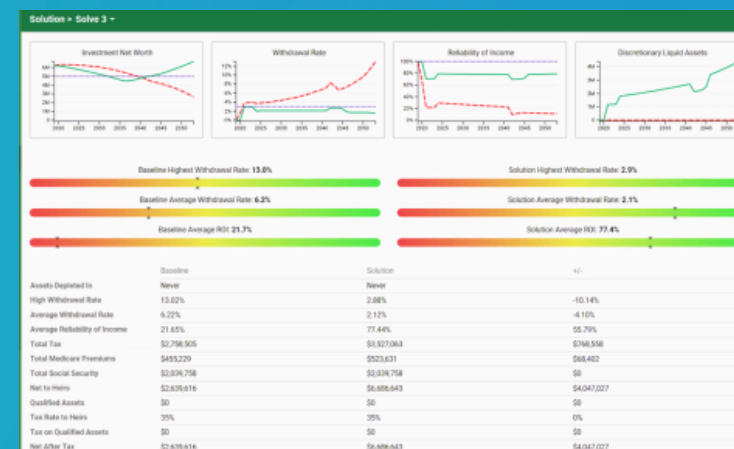 Solution > Solve 3
Investment Net Worth
Withdrawal Rate
Reliability of Income
Discretionary Liquid Assets
Baseline Highest Withdrawal Rate: 13.0%
Solution Highest Withdrawal Rate: 2.9%
Baseline Average Withdrawal Rate: 6.2%
Solution Average Withdrawal Rate: 2.1%
Baseline Average ROI: 21.7%
Solution Average ROI: 77.4%
Baseline Solution +/-
Assets Depleted In Never Never
High Withdrawal Rate 13.02% 2.88% -10.14%
Average Withdrawal Rate 6.22% 2.12% -4.10%
Average Reliability of Income 21.65% 77.44% 55.79%
Total Tax $2,758,505 $3,527,063 $768,558
Total Medicare Premiums $455,229 $523,631 $68,402
Total Social Security $2,039,758 $2,039,758 $0
Net to Heirs $2,639,616 $6,686,643 $4,047,027
Qualified Assets $0 $0 $0
Tax Rate to Heirs 35% 35% 0%
Tax on Qualified Assets $0 $0 $0
Net After Tax $2,639,616 $6,686,643 $4,047,027